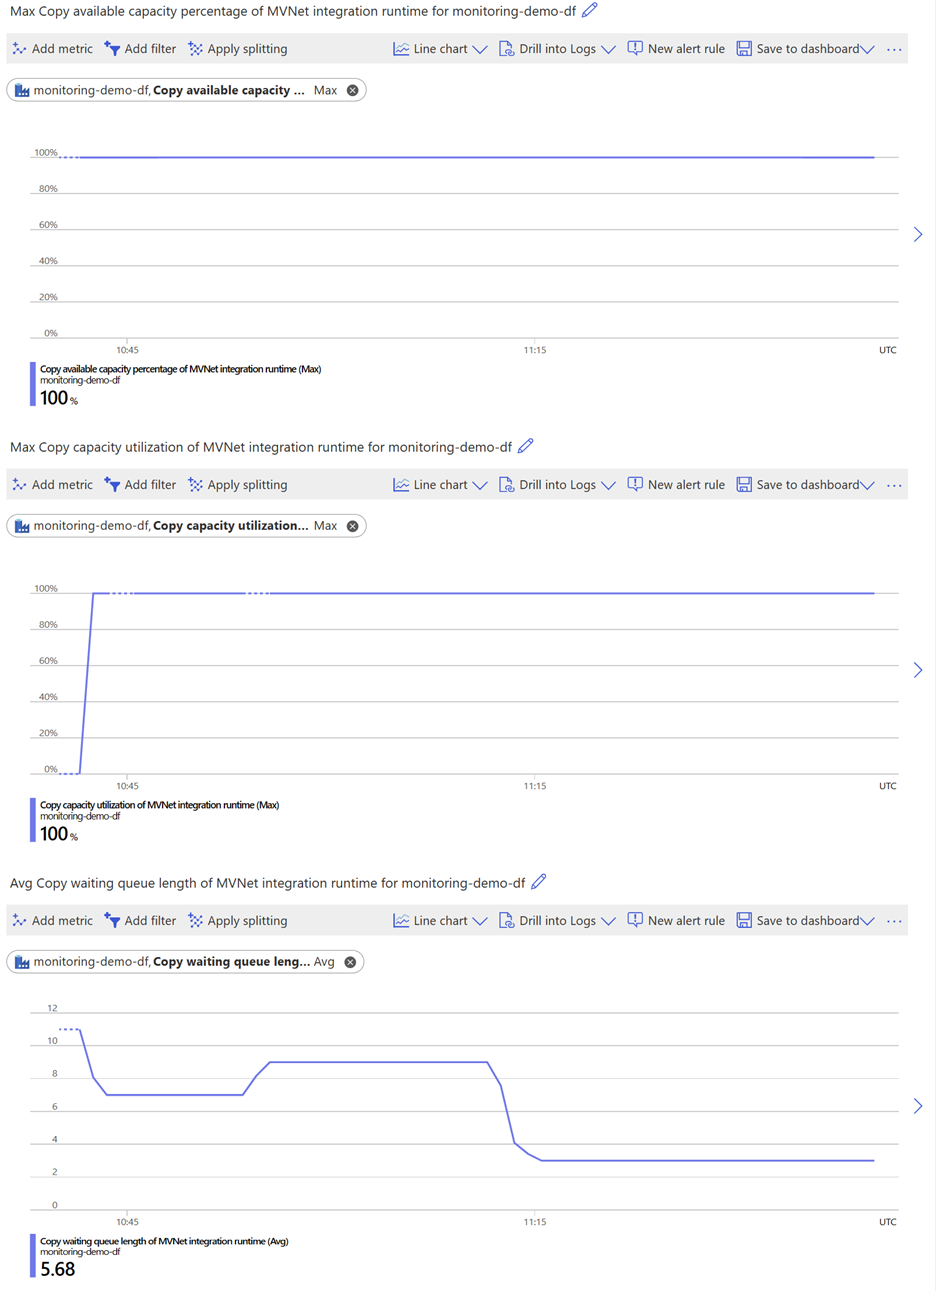 Max Copy available capacity percentage of MVNet integration runtime for monitoring-demo-df
Add metric Add filter Apply splitting Line chart Drill into Logs New alert rule Save to dashboard ...
monitoring-demo-df, Copy available capacity ... Max
100%
80%
60%
40%
20%
0%
10:45 11:15 UTC
Copy available capacity percentage of MVNet integration runtime (Max)
monitoring-demo-df
100 %
Max Copy capacity utilization of MVNet integration runtime for monitoring-demo-df
Add metric Add filter Apply splitting Line chart Drill into Logs New alert rule Save to dashboard ...
monitoring-demo-df, Copy capacity utilization... Max
100%
80%
60%
40%
20%
0%
10:45 11:15 UTC
Copy capacity utilization of MVNet integration runtime (Max)
monitoring-demo-df
100 %
Avg Copy waiting queue length of MVNet integration runtime for monitoring-demo-df
Add metric Add filter Apply splitting Line chart Drill into Logs New alert rule Save to dashboard ...
monitoring-demo-df, Copy waiting queue leng... Avg
12
10
8
6
4
2
0
10:45 11:15 UTC
Copy waiting queue length of MVNet integration runtime (Avg)
monitoring-demo-df
5.68